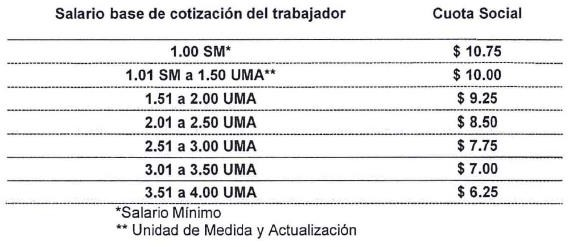 Salario base de cotización del trabajador Cuota Social
1.00 SM* $ 10.75
1.01 SM a 1.50 UMA** $ 10.00
1.51 a 2.00 UMA $ 9.25
2.01 a 2.50 UMA $ 8.50
2.51 a 3.00 UMA $ 7.75
3.01 a 3.50 UMA $ 7.00
3.51 a 4.00 UMA $ 6.25
*Salario Mínimo
** Unidad de Medida y Actualización